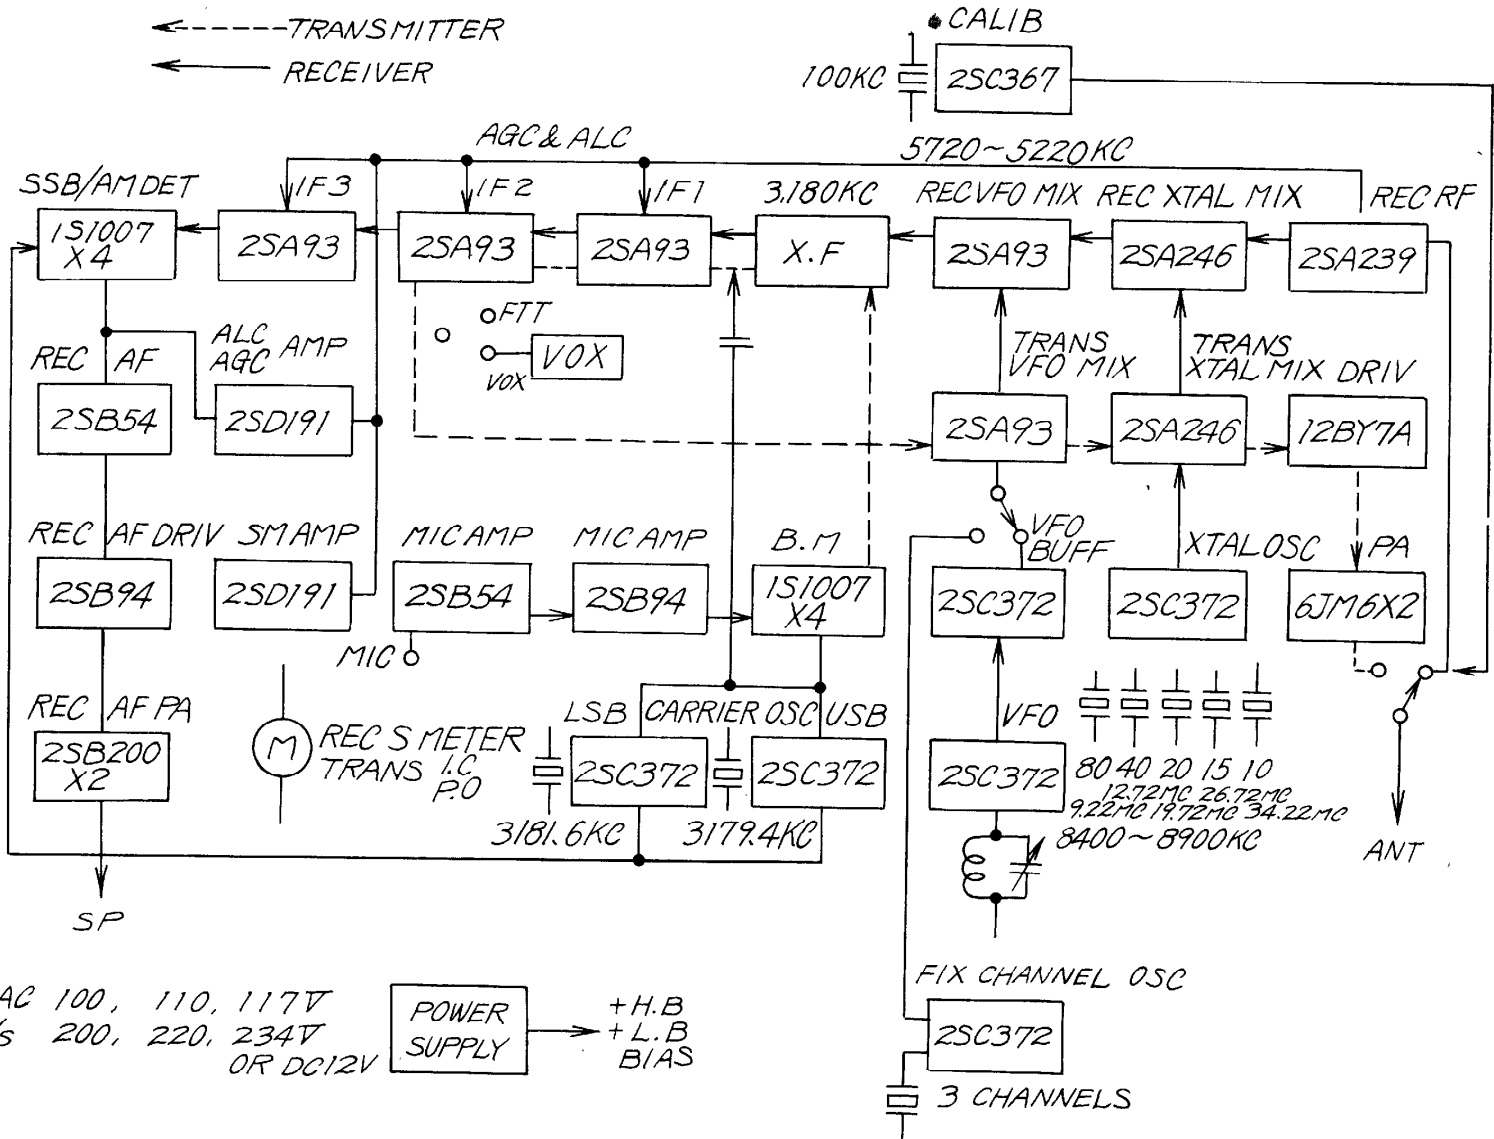 TRANSMITTER
RECEIVER
CALIB
100KC
2SC367
AGC & ALC
5720~5220KC
SSB/AM DET
IF3
IF2
IF1
3.180KC
REC VFO MIX
REC XTAL MIX
REC RF
1S1007
X4
2SA93
2SA93
2SA93
X.F
2SA93
2SA246
2SA239
FTT
VOX
VOX
REC AF
ALC
AGC AMP
TRANS
VFO MIX
TRANS
XTAL MIX
DRIV
2SB54
2SD191
2SA93
2SA246
12BY7A
REC AF DRIV
SM AMP
MIC AMP
MIC AMP
B.M
VFO
BUFF
XTAL OSC
PA
2SB94
2SD191
2SB54
2SB94
1S1007
X4
2SC372
2SC372
6JM6X2
MIC
REC AF PA
LSB
CARRIER OSC
USB
VFO
2SB200
X2
M
REC S METER
TRANS I.C
P.O
2SC372
2SC372
2SC372
80 40 20 15 10
12.72MC 26.72MC
9.22MC 19.72MC 34.22MC
3181.6KC
3179.4KC
8400~8900KC
ANT
SP
FIX CHANNEL OSC
2SC372
3 CHANNELS
AC 100, 110, 117V
200, 220, 234V
OR DC12V
POWER
SUPPLY
+H.B
+L.B
BIAS